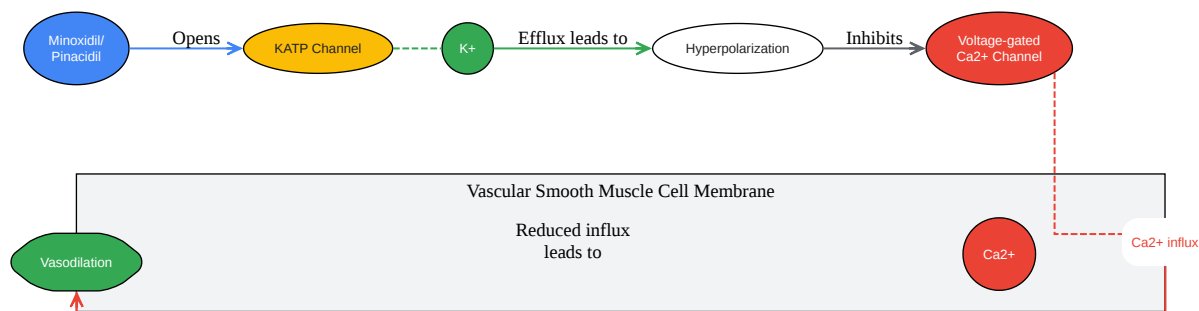 Minoxidil/
Pinacidil
Opens
KATP Channel
K+
Efflux leads to
Hyperpolarization
Inhibits
Voltage-gated
Ca2+ Channel
Vascular Smooth Muscle Cell Membrane
Reduced influx
leads to
Vasodilation
Ca2+
Ca2+ influx